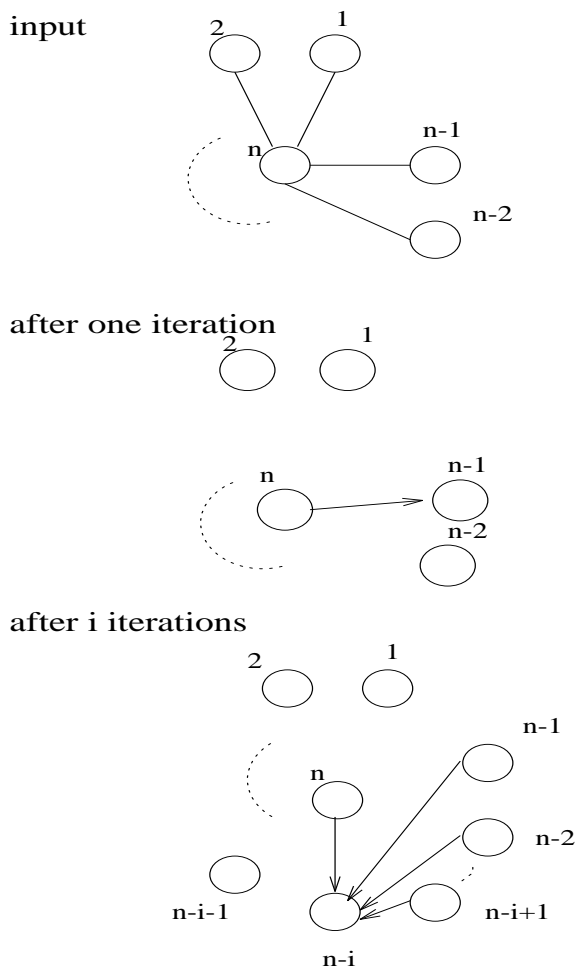 input
2
1
n
n-1
n-2
after one iteration
2
1
n
n-1
n-2
after i iterations
2
1
n-1
n
n-2
n-i-1
n-i+1
n-i